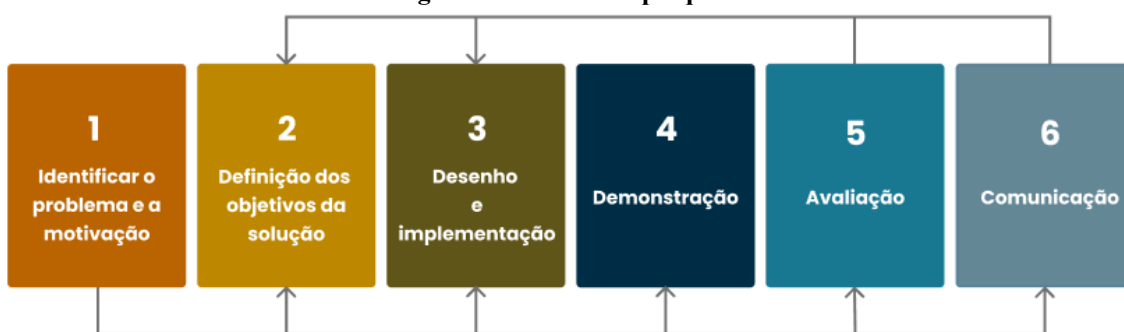 1
Identificar o
problema e a
motivação
2
Definição dos
objetivos da
solução
3
Desenho
e
implementação
4
Demonstração
5
Avaliação
6
Comunicação